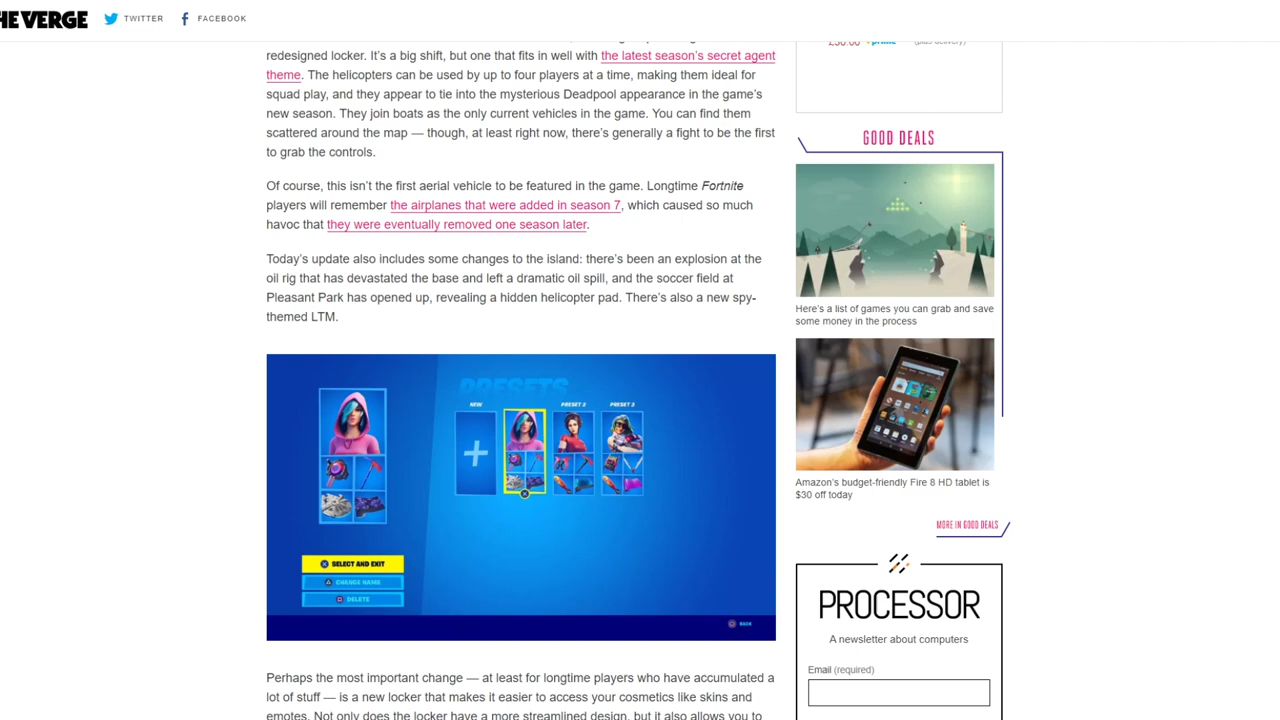 THE VERGE TWITTER FACEBOOK
redesigned locker. It's a big shift, but one that fits in well with the latest season's secret agent
theme. The helicopters can be used by up to four players at a time, making them ideal for
squad play, and they appear to tie into the mysterious Deadpool appearance in the game's
new season. They join boats as the only current vehicles in the game. You can find them
scattered around the map — though, at least right now, there's generally a fight to be the first
to grab the controls.
Of course, this isn't the first aerial vehicle to be featured in the game. Longtime Fortnite
players will remember the airplanes that were added in season 7, which caused so much
havoc that they were eventually removed one season later.
Today's update also includes some changes to the island: there's been an explosion at the
oil rig that has devastated the base and left a dramatic oil spill, and the soccer field at
Pleasant Park has opened up, revealing a hidden helicopter pad. There's also a new spy-
themed LTM.
PRESETS
NEW PRESET 2 PRESET 3
SELECT AND EXIT
CHANGE NAME
DELETE
BACK
Perhaps the most important change — at least for longtime players who have accumulated a
lot of stuff — is a new locker that makes it easier to access your cosmetics like skins and
emotes. Not only does the locker have a more streamlined design, but it also allows you to
GOOD DEALS
Here's a list of games you can grab and save
some money in the process
Amazon's budget-friendly Fire 8 HD tablet is
$30 off today
MORE IN GOOD DEALS
PROCESSOR
A newsletter about computers
Email (required)